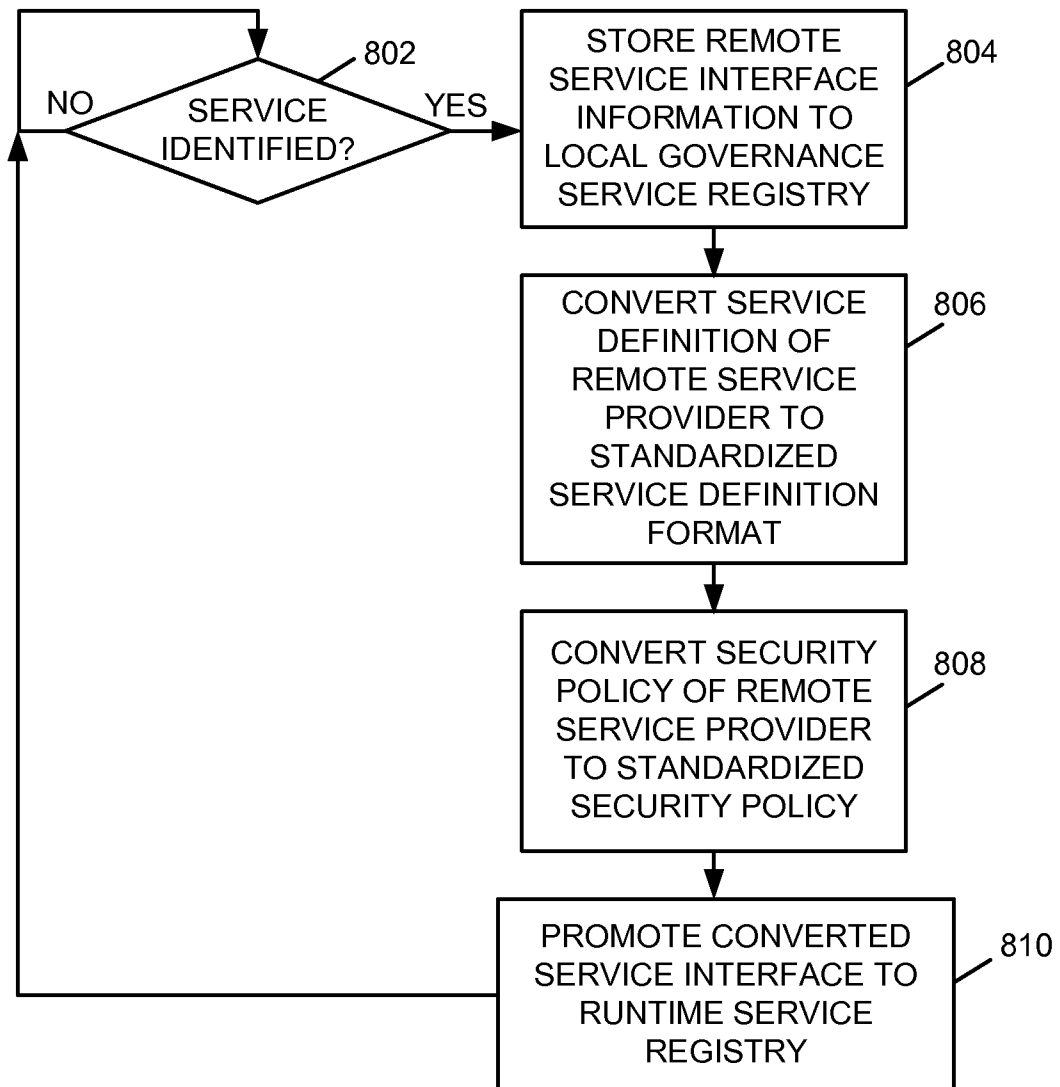 802
NO
YES
SERVICE
IDENTIFIED?
STORE REMOTE
SERVICE INTERFACE
INFORMATION TO
LOCAL GOVERNANCE
SERVICE REGISTRY
804
CONVERT SERVICE
DEFINITION OF
REMOTE SERVICE
PROVIDER TO
STANDARDIZED
SERVICE DEFINITION
FORMAT
806
CONVERT SECURITY
POLICY OF REMOTE
SERVICE PROVIDER
TO STANDARDIZED
SECURITY POLICY
808
PROMOTE CONVERTED
SERVICE INTERFACE TO
RUNTIME SERVICE
REGISTRY
810